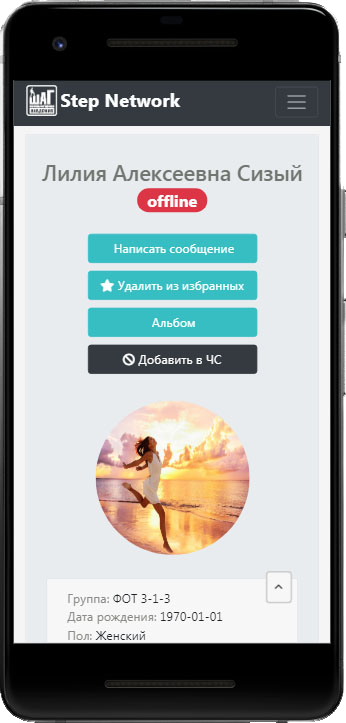 ШАГ
Step Network
Лилия Алексеевна Сизый
offline
Написать сообщение
Удалить из избранных
Альбом
Добавить в ЧС
Группа: ФОТ 3-1-3
Дата рождения: 1970-01-01
Пол: Женский